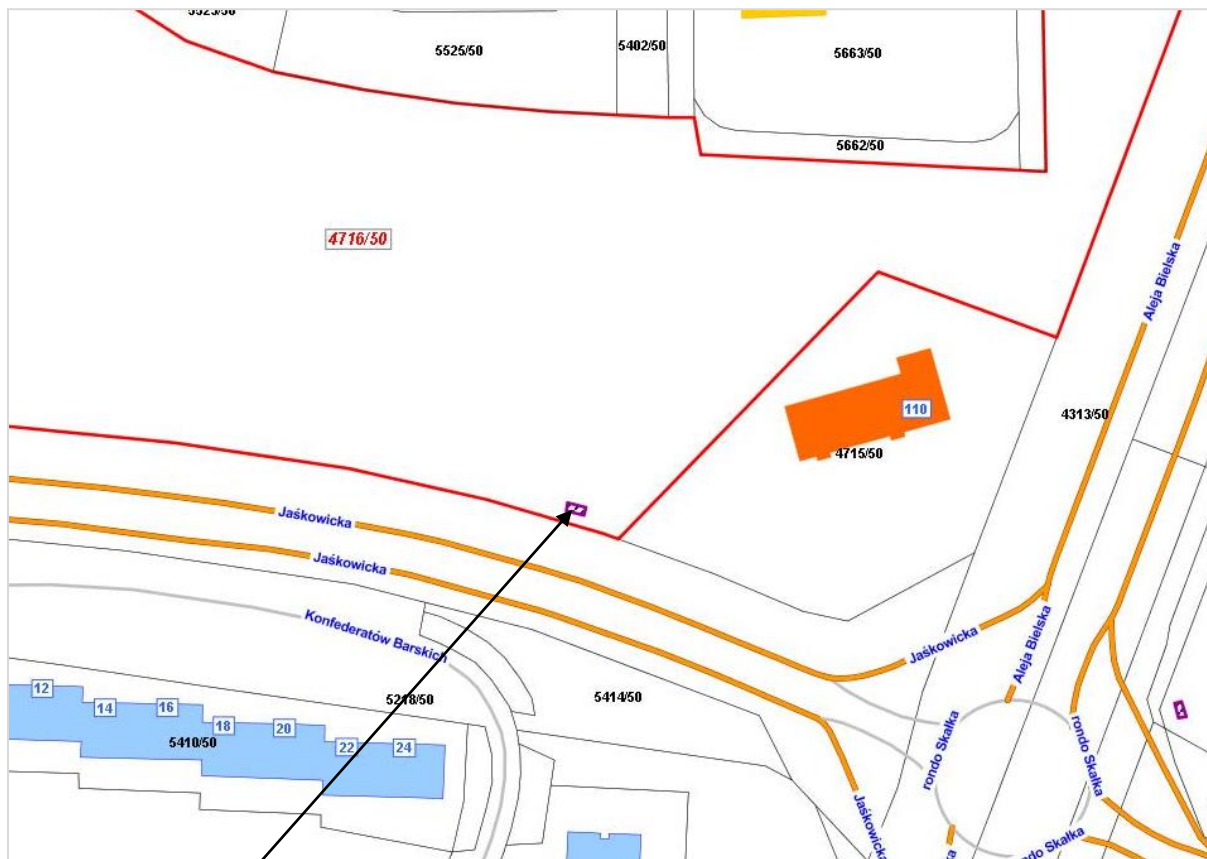 5525/50
5402/50
5663/50
5662/50
4716/50
Aleja Bielska
110
4313/50
4715/50
Jaśkowicka
Jaśkowicka
Konfederatów Barskich
Jaśkowicka
Aleja Bielska
5218/50
5414/50
12
14
16
18
20
22
24
5410/50
rondo Skałka
rondo Skałka
Jaśkowicka
rondo Skałka